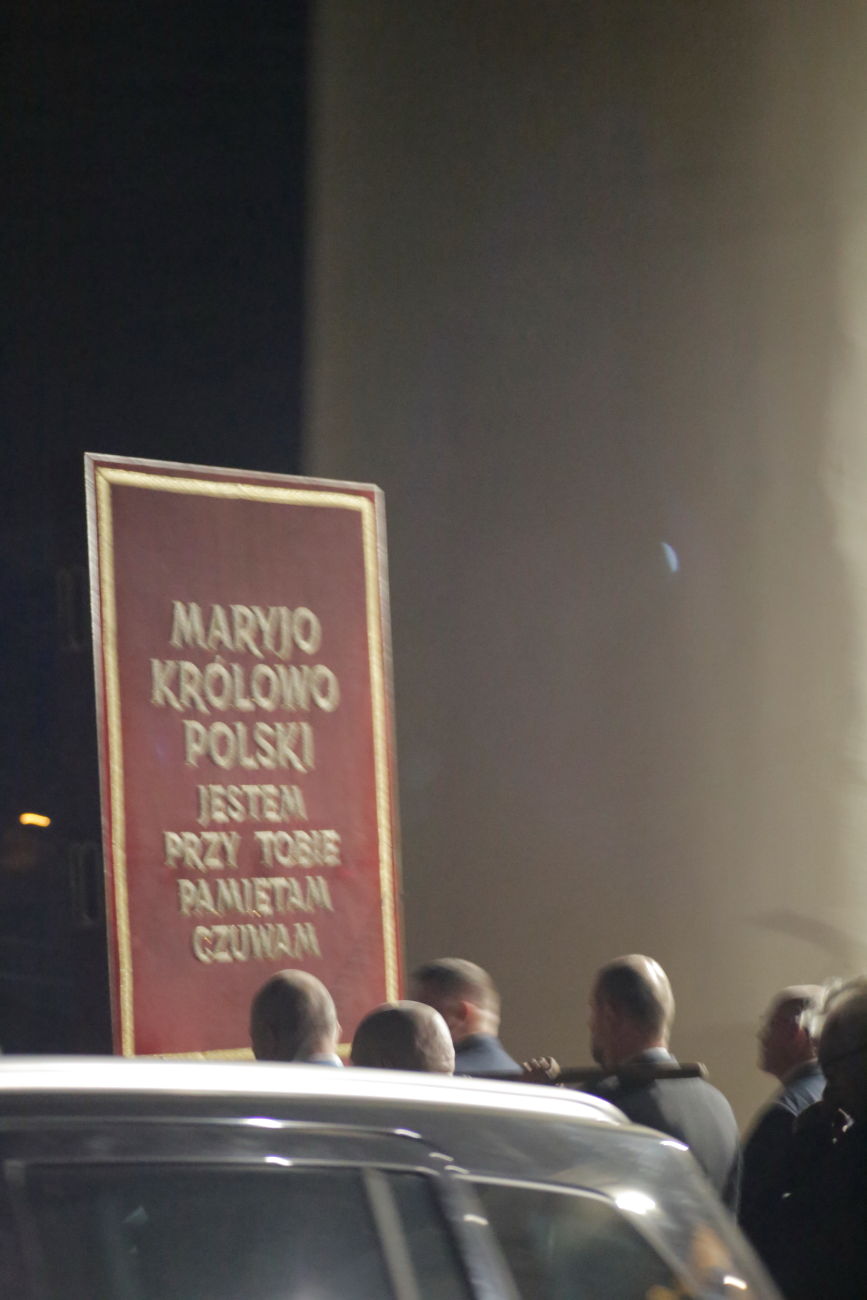 MARYJO
KRÓLOWO
POLSKI
JESTEM
PRZY TOBIE
PAMIĘTAM
CZUWAM